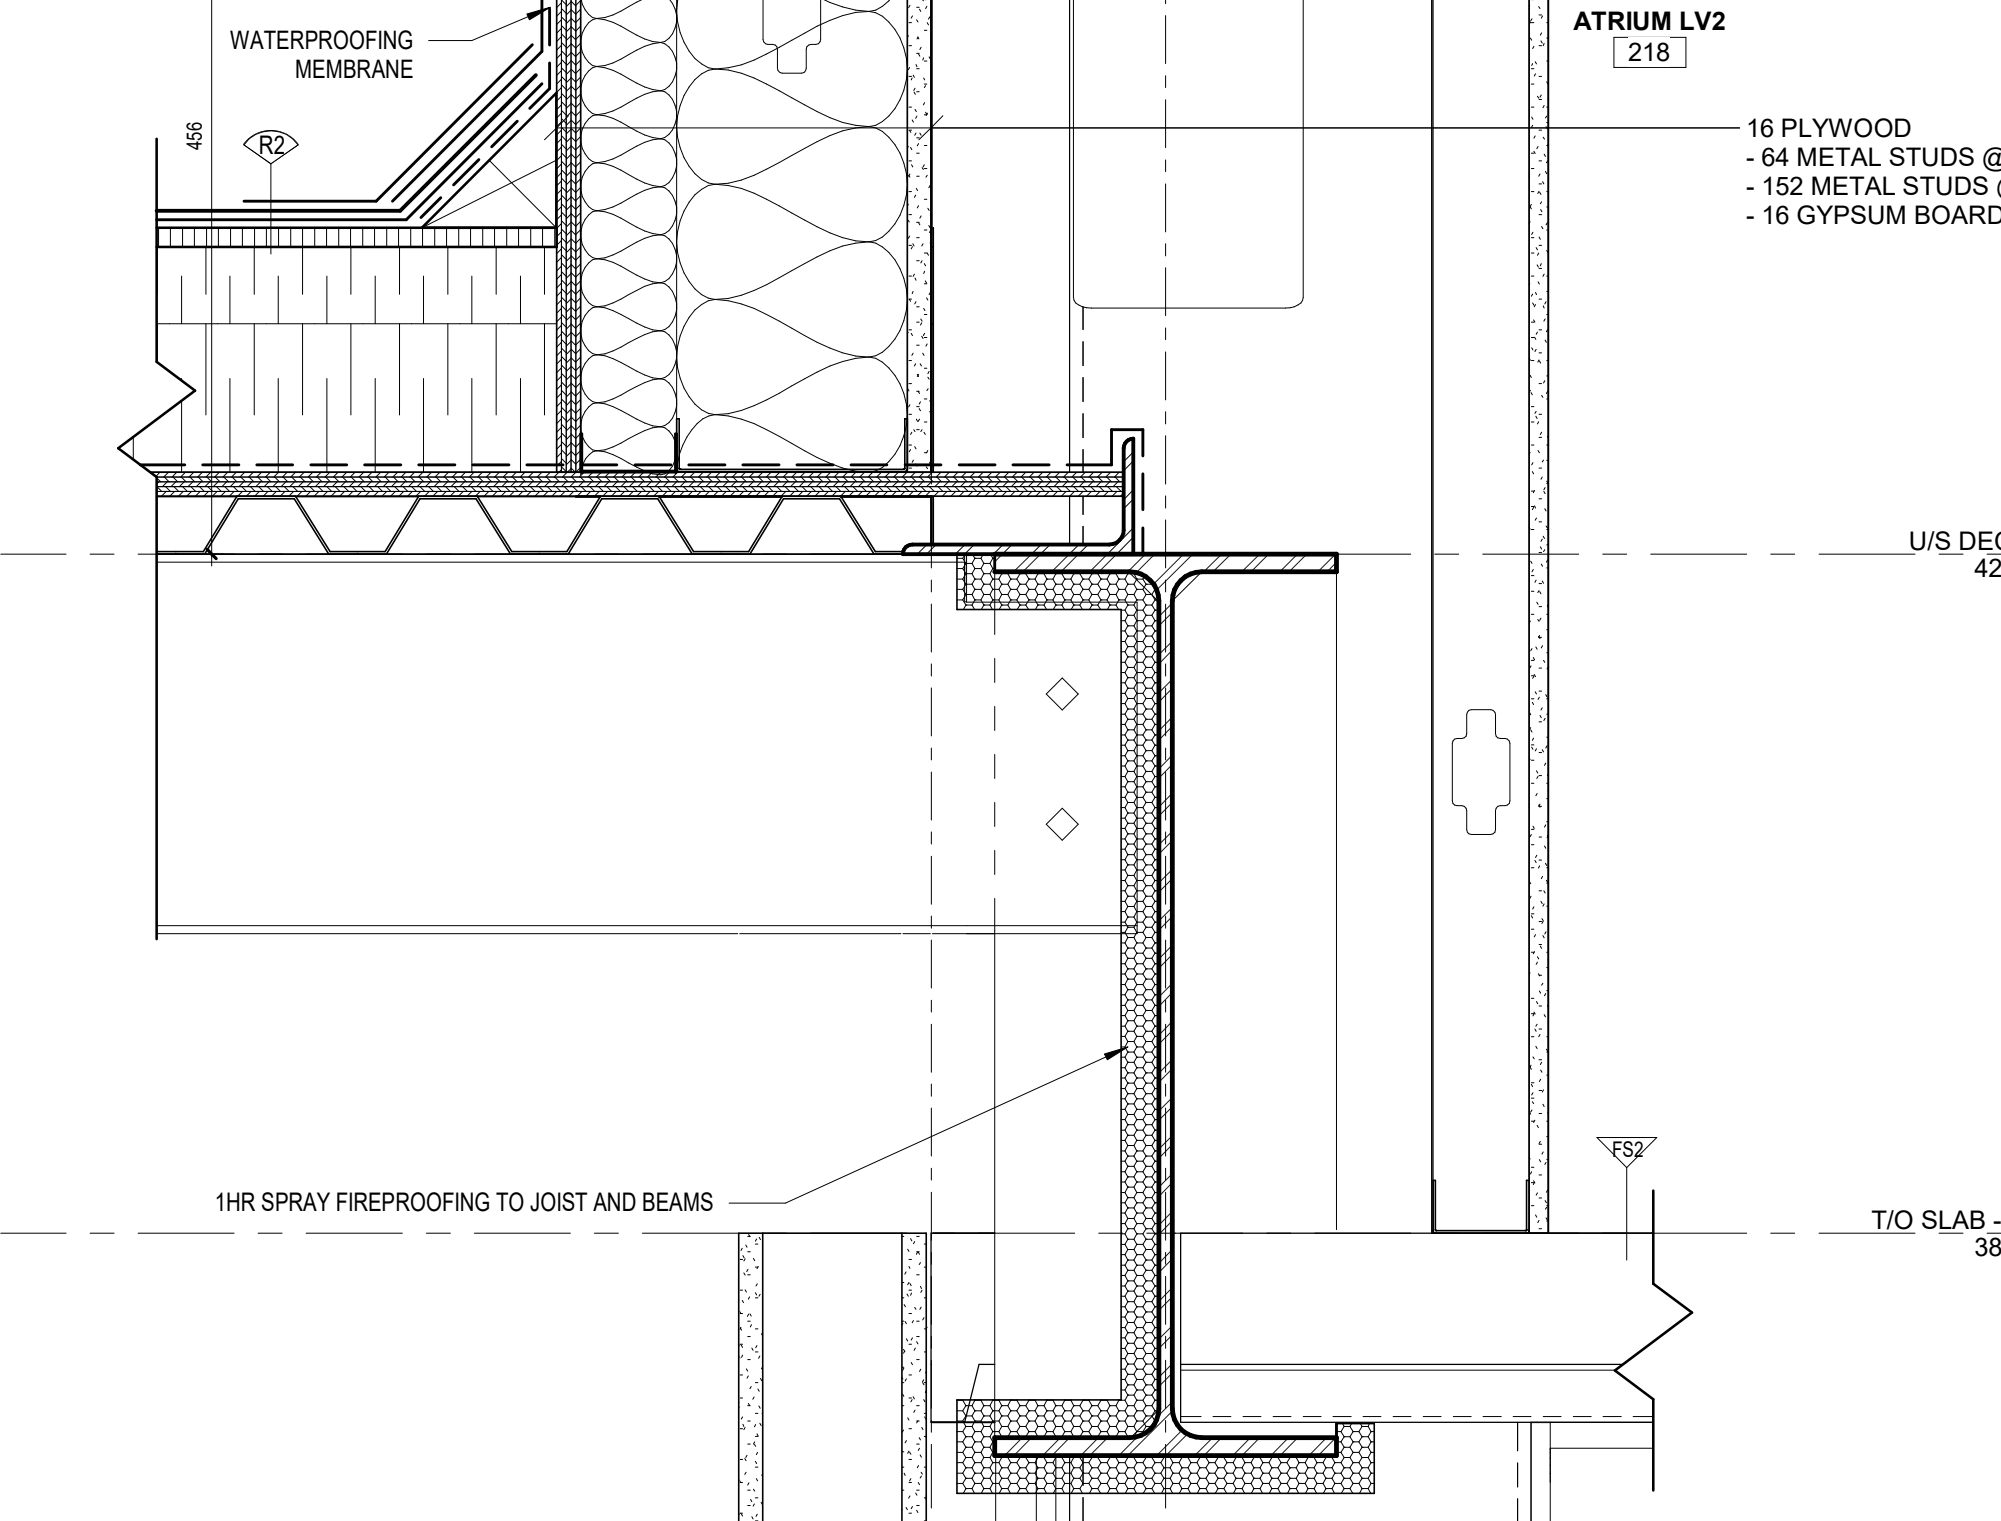 ATRIUM LV2
218
WATERPROOFING
MEMBRANE
456
R2
16 PLYWOOD
- 64 METAL STUDS @
- 152 METAL STUDS
- 16 GYPSUM BOARD
U/S DEC
42
1HR SPRAY FIREPROOFING TO JOIST AND BEAMS
FS2
T/O SLAB -
38